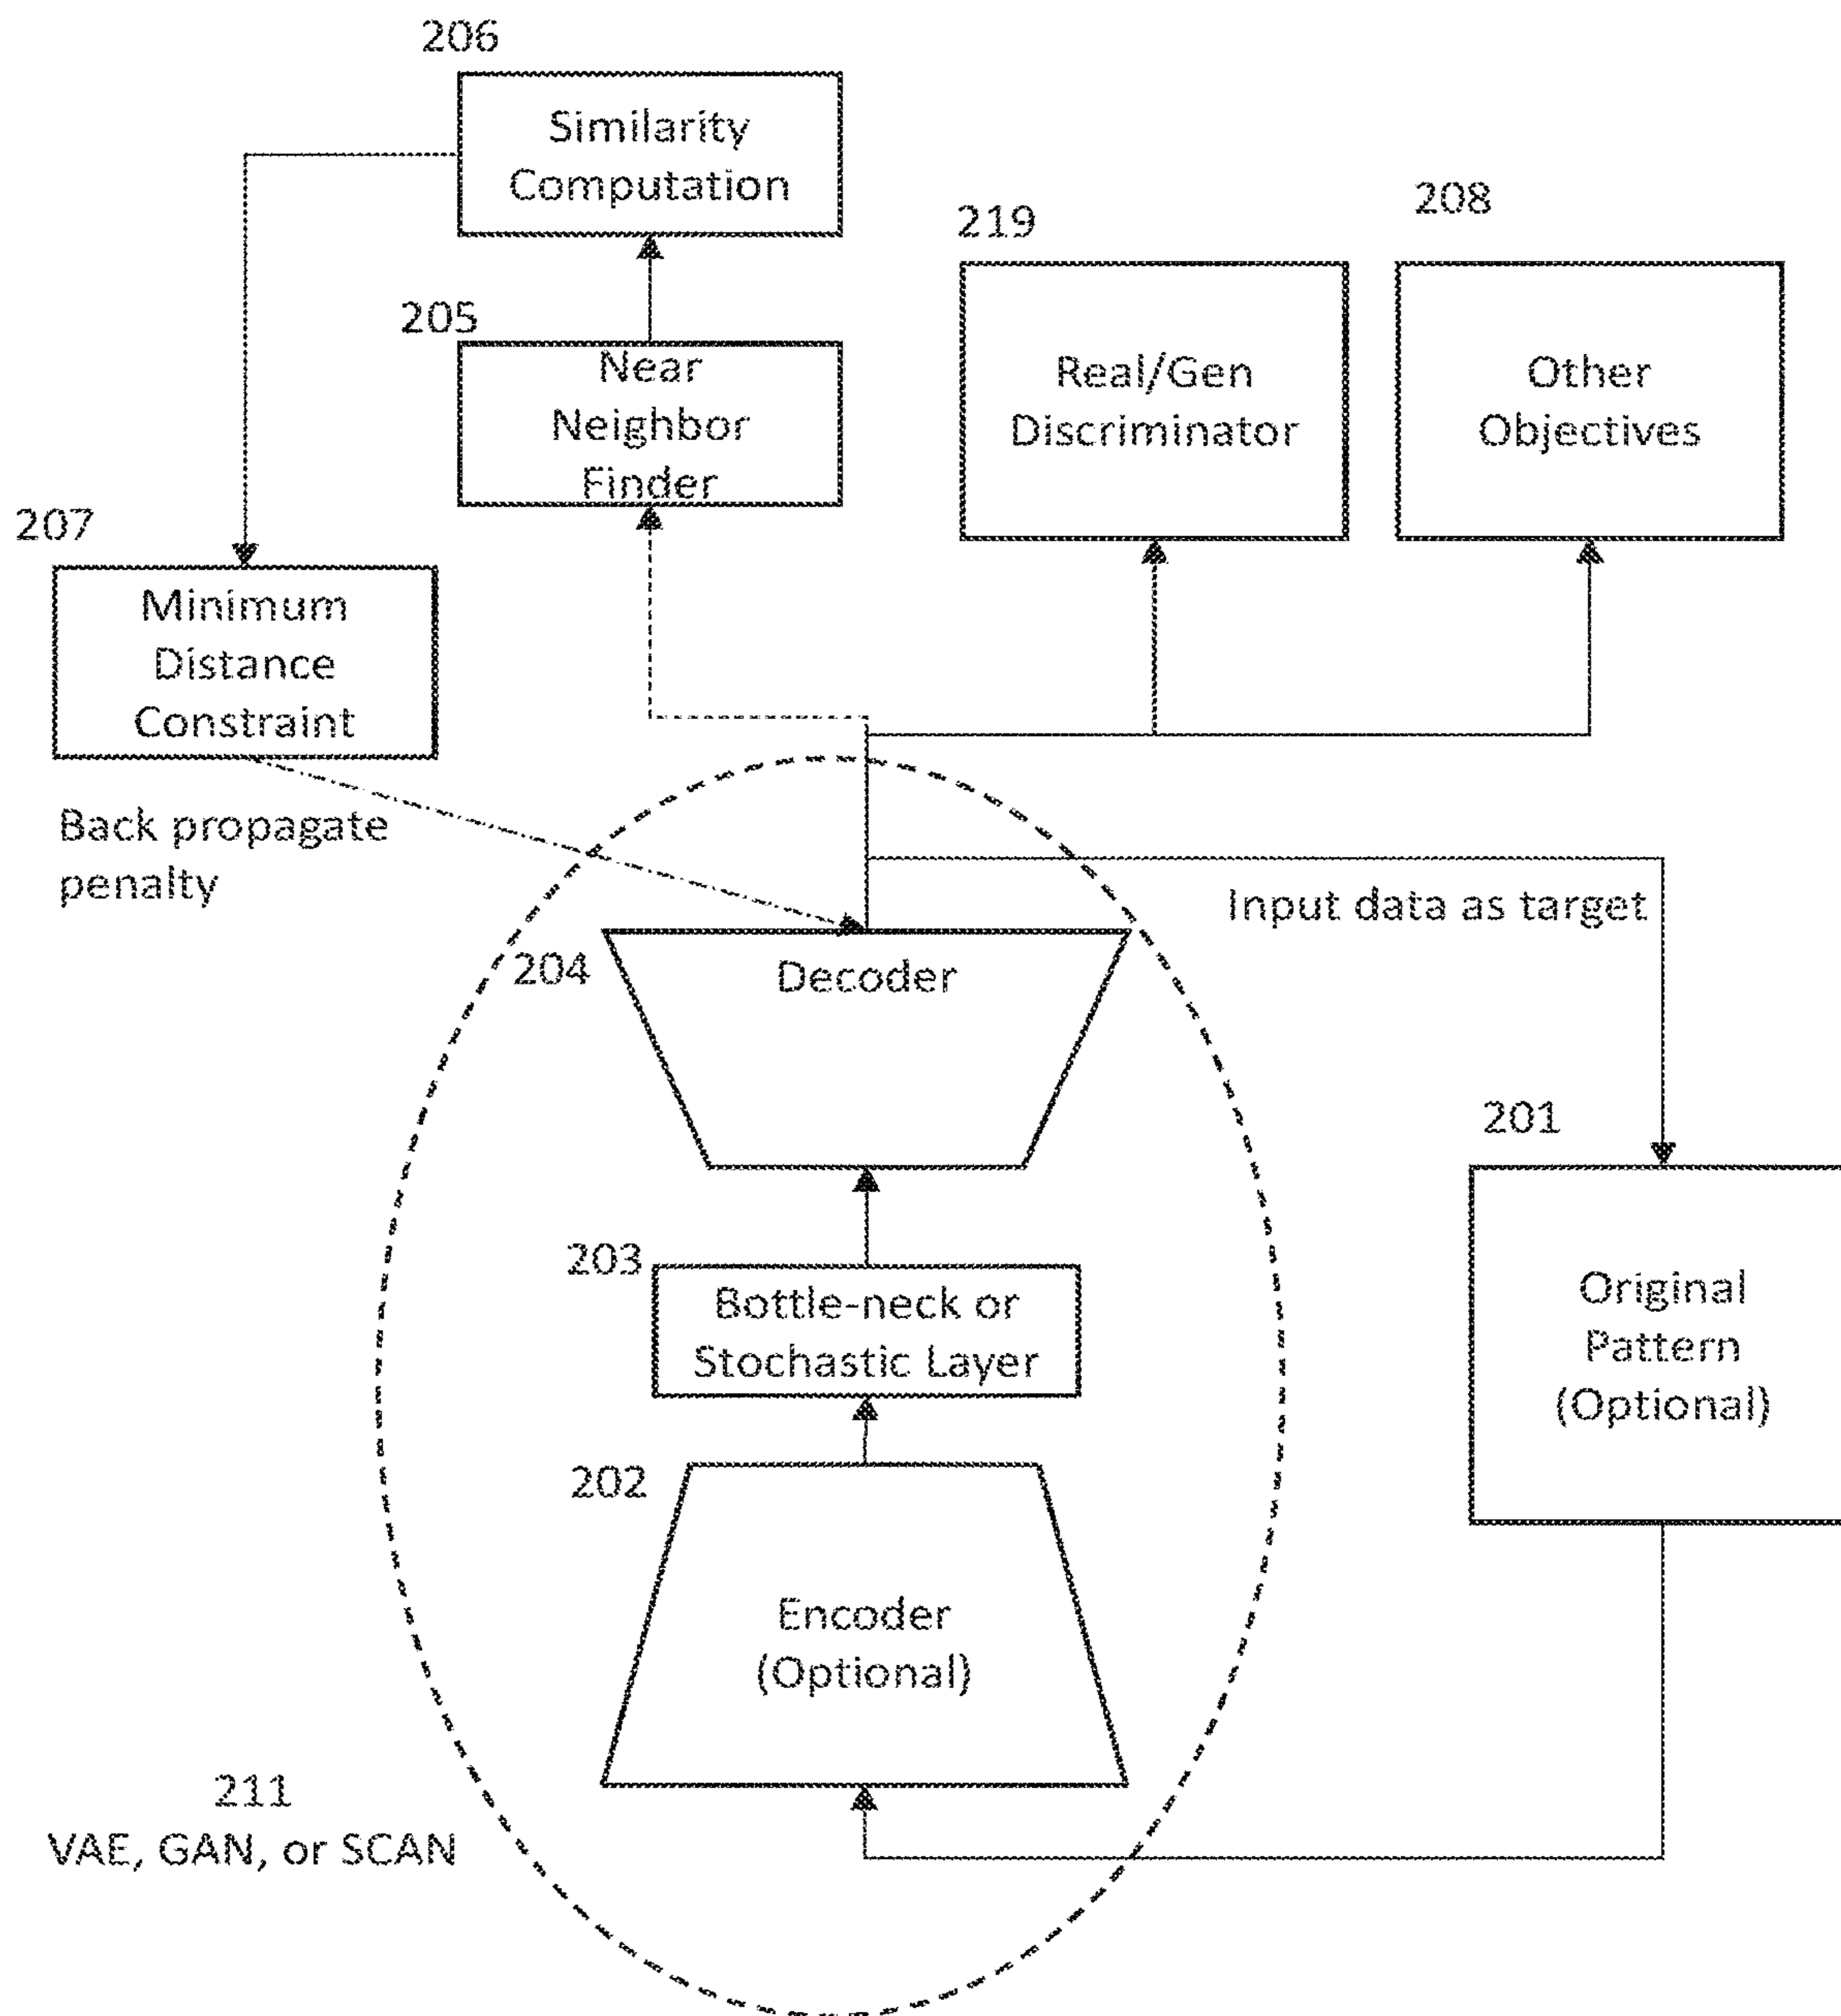 206
Similarity
Computation
219
208
205
Near
Neighbor
Finder
Real/Gen
Discriminator
Other
Objectives
207
Minimum
Distance
Constraint
Back propagate
penalty
Input data as target
204
Decoder
201
203
Bottle-neck or
Stochastic Layer
Original
Pattern
(Optional)
202
Encoder
(Optional)
211
VAE, GAN, or SCAN